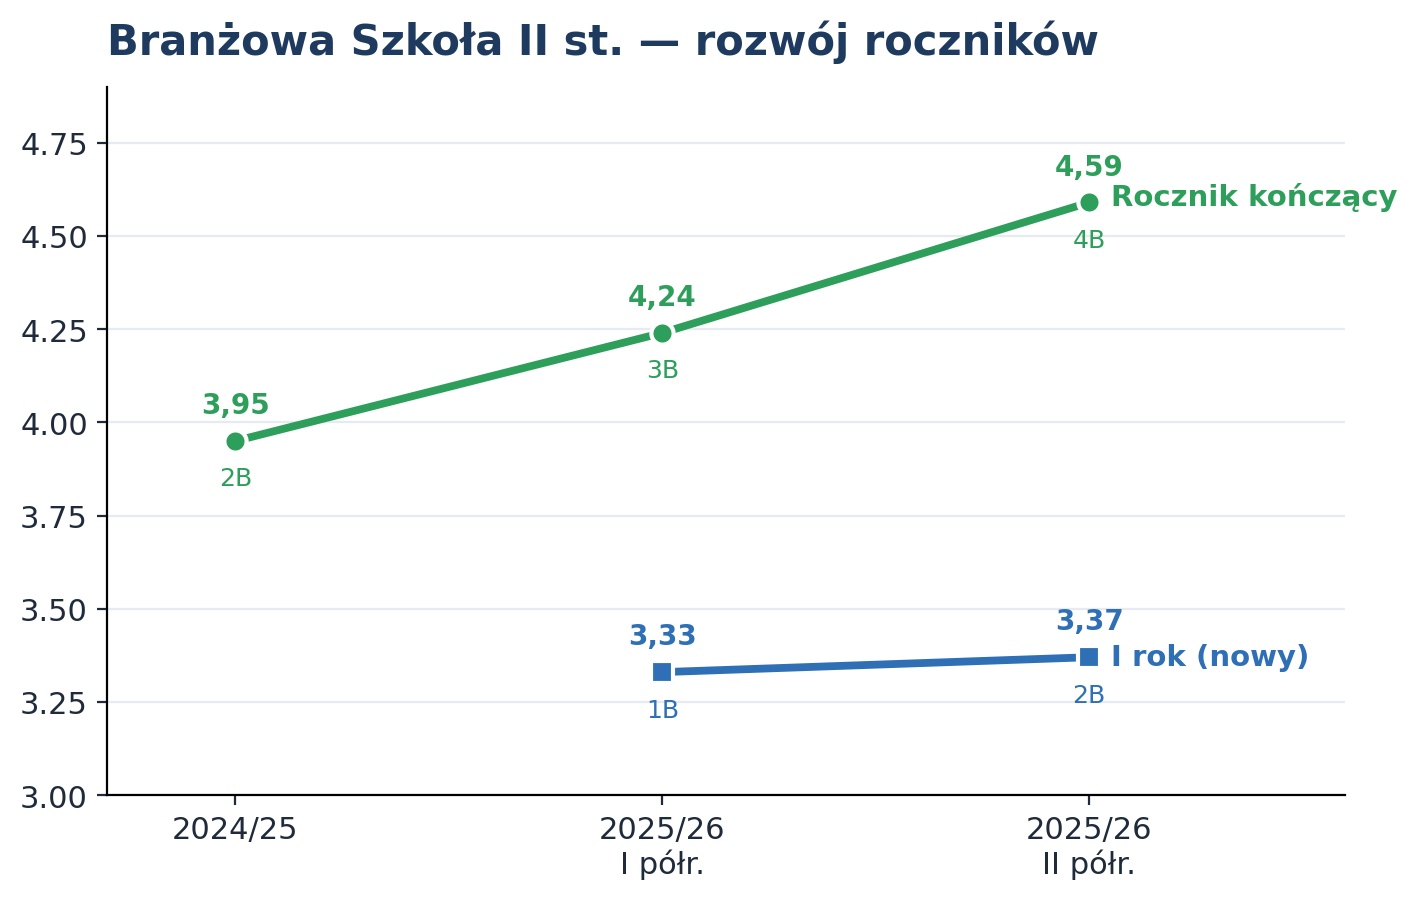 Branżowa Szkoła II st. — rozwój roczników
4.75
4.50
4.25
4.00
3.75
3.50
3.25
3.00
4,59
Rocznik kończący
4B
4,24
3B
3,95
2B
3,37
I rok (nowy)
2B
3,33
1B
2024/25
2025/26
I półr.
2025/26
II półr.